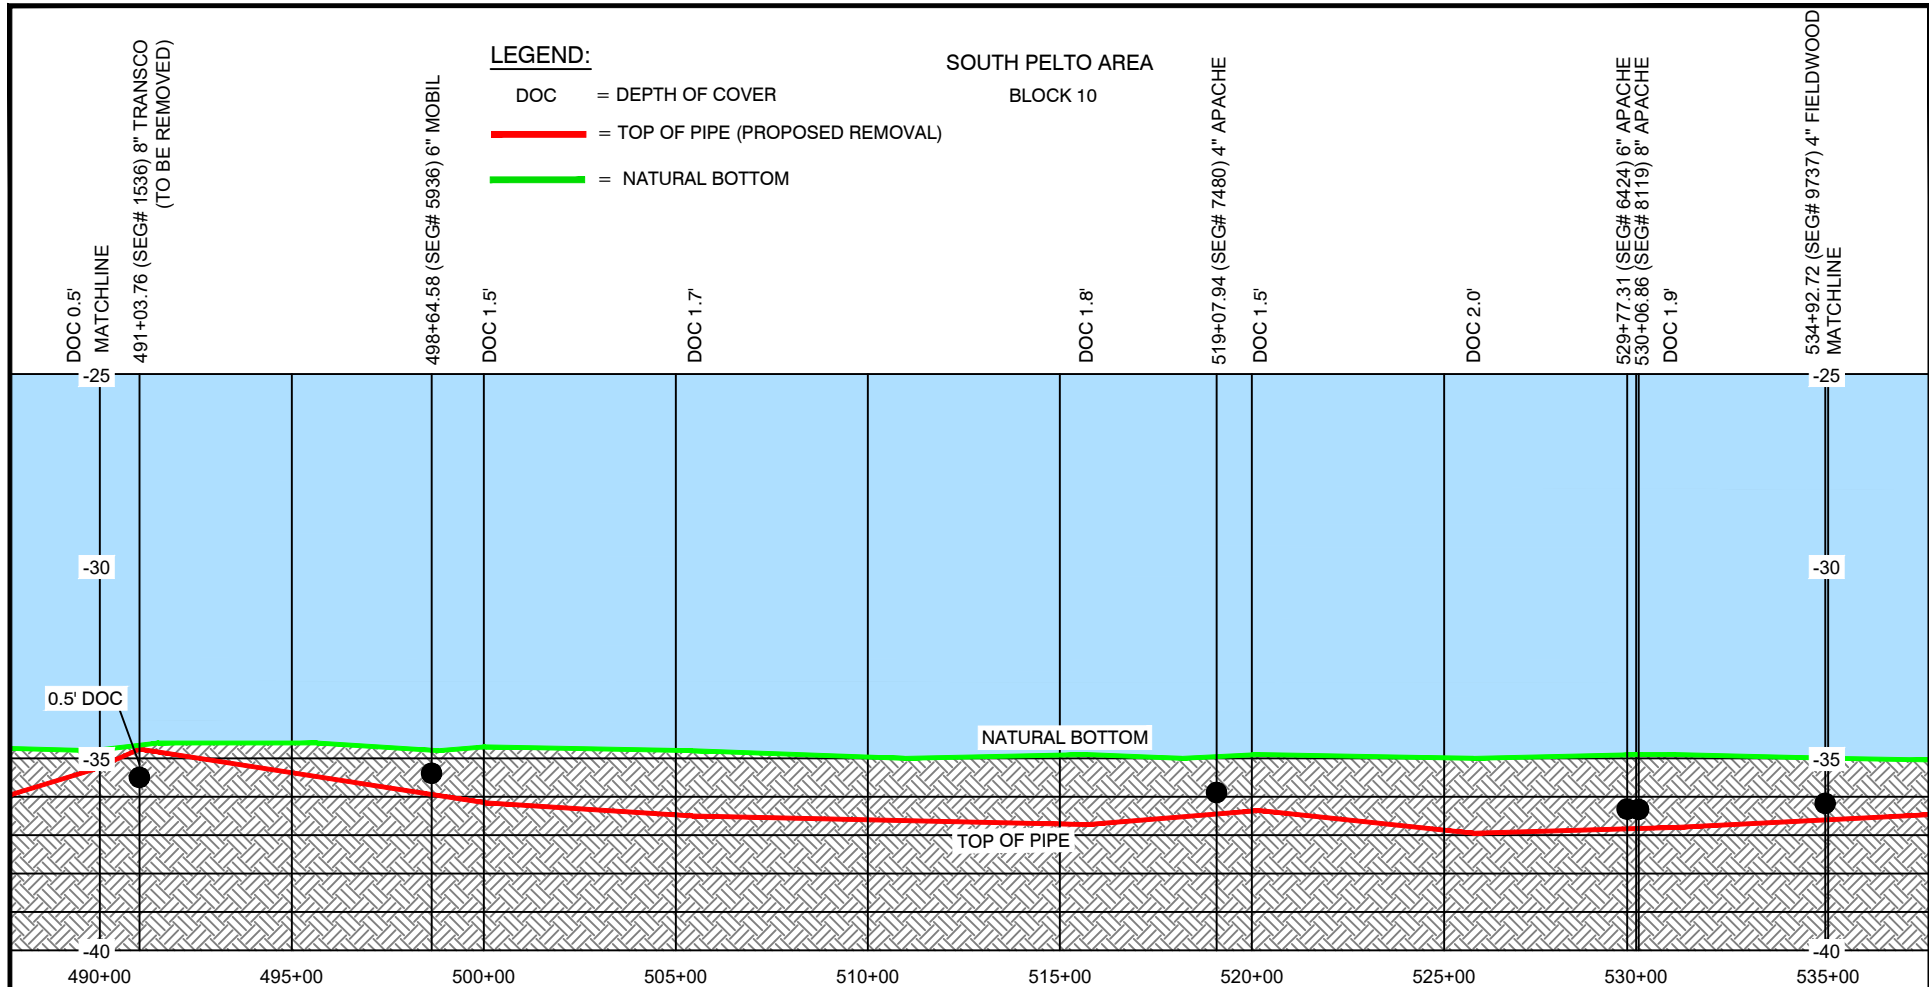 LEGEND:
DOC = DEPTH OF COVER
= TOP OF PIPE (PROPOSED REMOVAL)
= NATURAL BOTTOM
SOUTH PELTO AREA
BLOCK 10
DOC 0.5'
MATCHLINE
491+03.76 (SEG# 1536) 8" TRANSCO
(TO BE REMOVED)
498+64.58 (SEG# 5936) 6" MOBIL
DOC 1.5'
DOC 1.7'
DOC 1.8'
519+07.94 (SEG# 7480) 4" APACHE
DOC 1.5'
DOC 2.0'
529+77.31 (SEG# 6424) 6" APACHE
530+06.86 (SEG# 8119) 8" APACHE
DOC 1.9'
534+92.72 (SEG# 9737) 4" FIELDWOOD
MATCHLINE
-25 -25
-30 -30
0.5' DOC
NATURAL BOTTOM
-35 -35
TOP OF PIPE
-40 -40
490+00 495+00 500+00 505+00 510+00 515+00 520+00 525+00 530+00 535+00